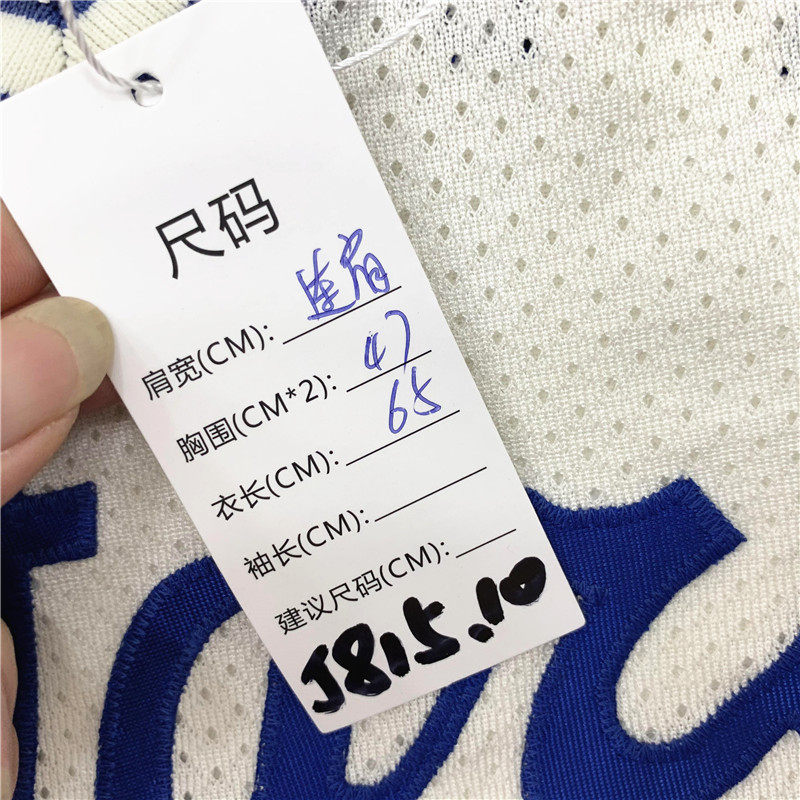 尺码
肩宽(CM): 连肩
胸围(CM*2): 47
衣长(CM): 65
袖长(CM):
建议尺码(CM):
J815.10